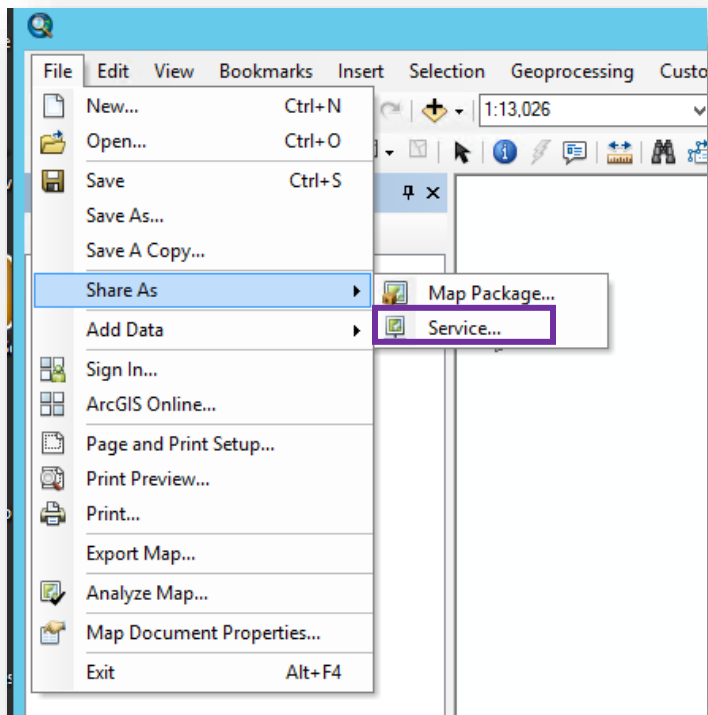 File Edit View Bookmarks Insert Selection Geoprocessing Custo
New... Ctrl+N
1:13,026
Open... Ctrl+O
Save Ctrl+S
Save As...
Save A Copy...
Share As
Map Package...
Service...
Add Data
Sign In...
ArcGIS Online...
Page and Print Setup...
Print Preview...
Print...
Export Map...
Analyze Map...
Map Document Properties...
Exit Alt+F4